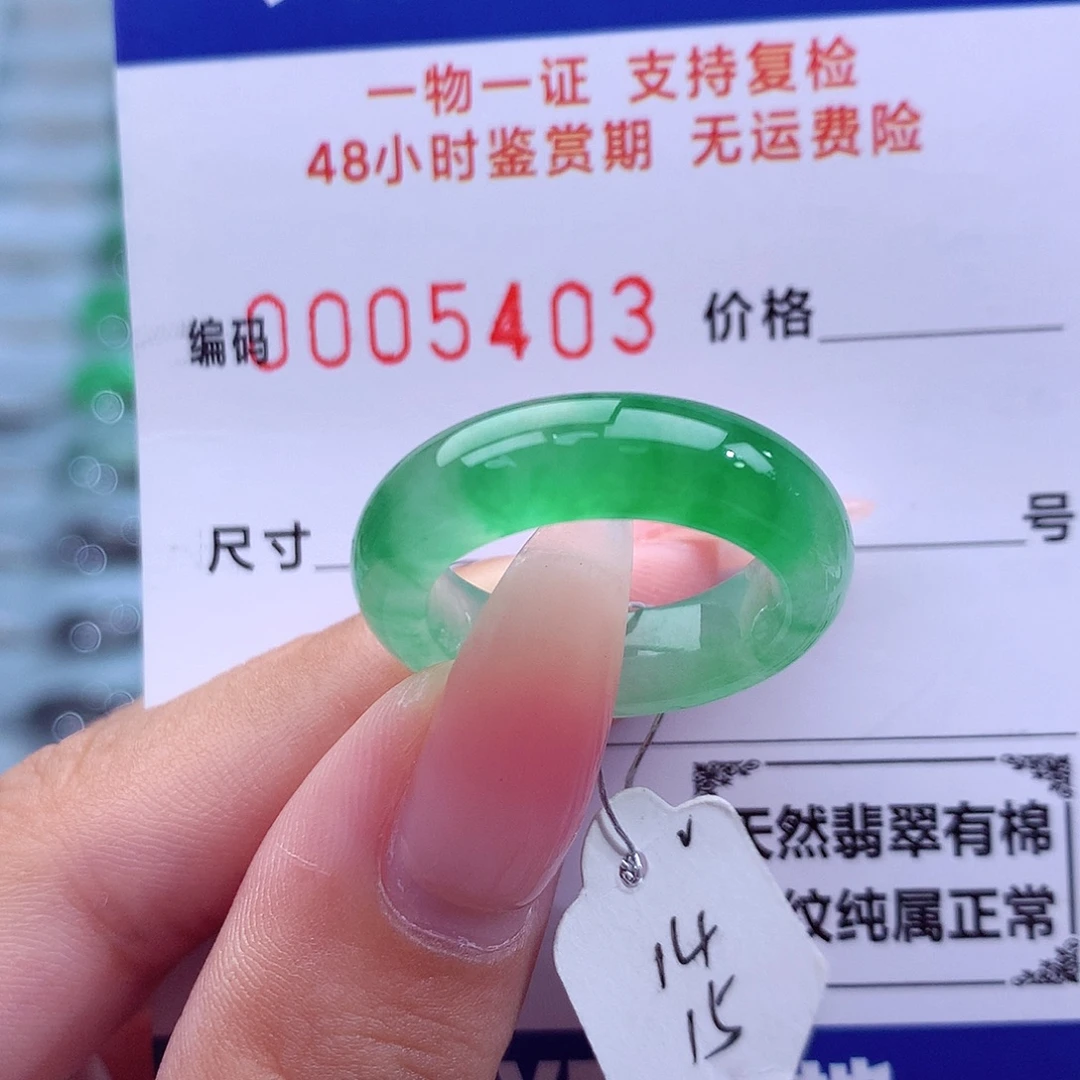 一物一证 支持复检
48小时鉴赏期 无运费险
编码0005403 价格
尺寸 号
天然翡翠有棉
纹纯属正常
14
15